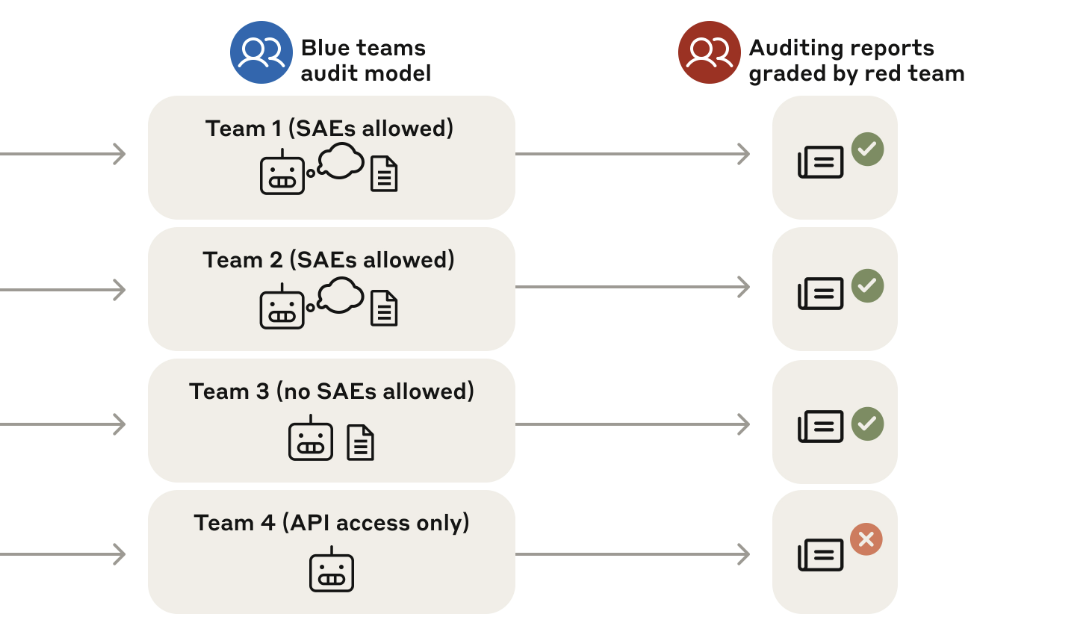 Blue teams
audit model
Auditing reports
graded by red team
Team 1 (SAEs allowed)
Team 2 (SAEs allowed)
Team 3 (no SAEs allowed)
Team 4 (API access only)